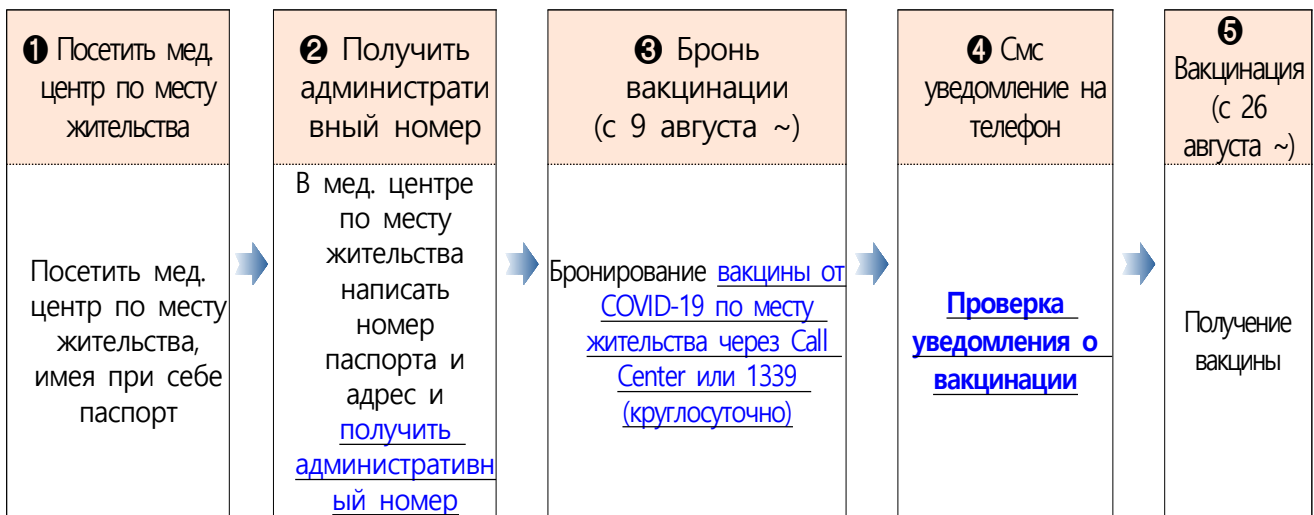 ❶ Посетить мед.
центр по месту
жительства
Посетить мед.
центр по месту
жительства,
имея при себе
паспорт
❷ Получить
администрати
вный номер
В мед. центре
по месту
жительства
написать
номер
паспорта и
адрес и
получить
административн
ый номер
❸ Бронь
вакцинации
(с 9 августа ~)
Бронирование вакцины от
COVID-19 по месту
жительства через Call
Center или 1339
(круглосуточно)
❹ Смс
уведомление на
телефон
Проверка
уведомления о
вакцинации
❺
Вакцинация
(с 26
августа ~)
Получение
вакцины